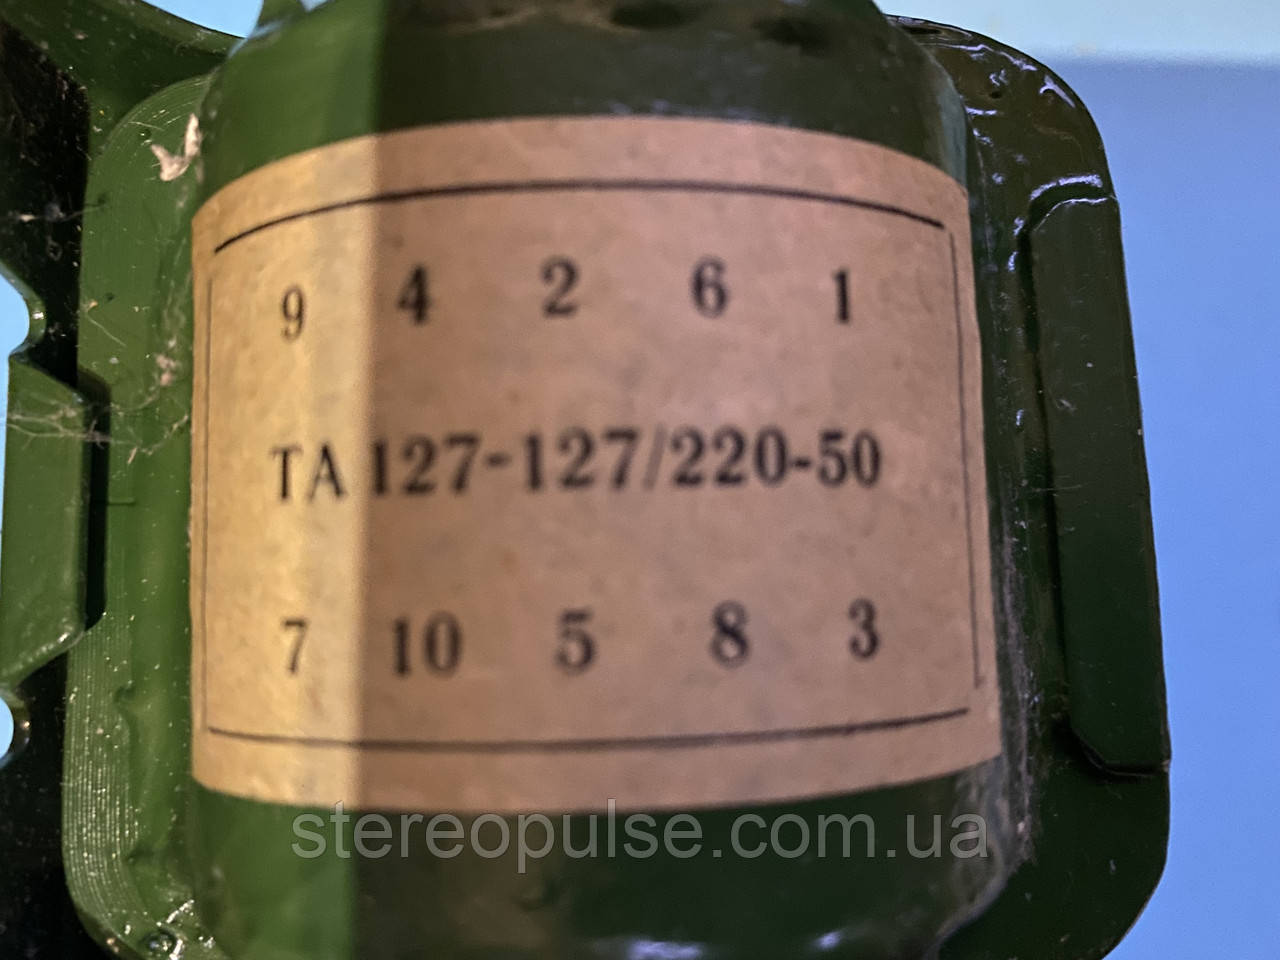 9 4 2 6 1
ТА 127-127/220-50
7 10 5 8 3
stereopulse.com.ua